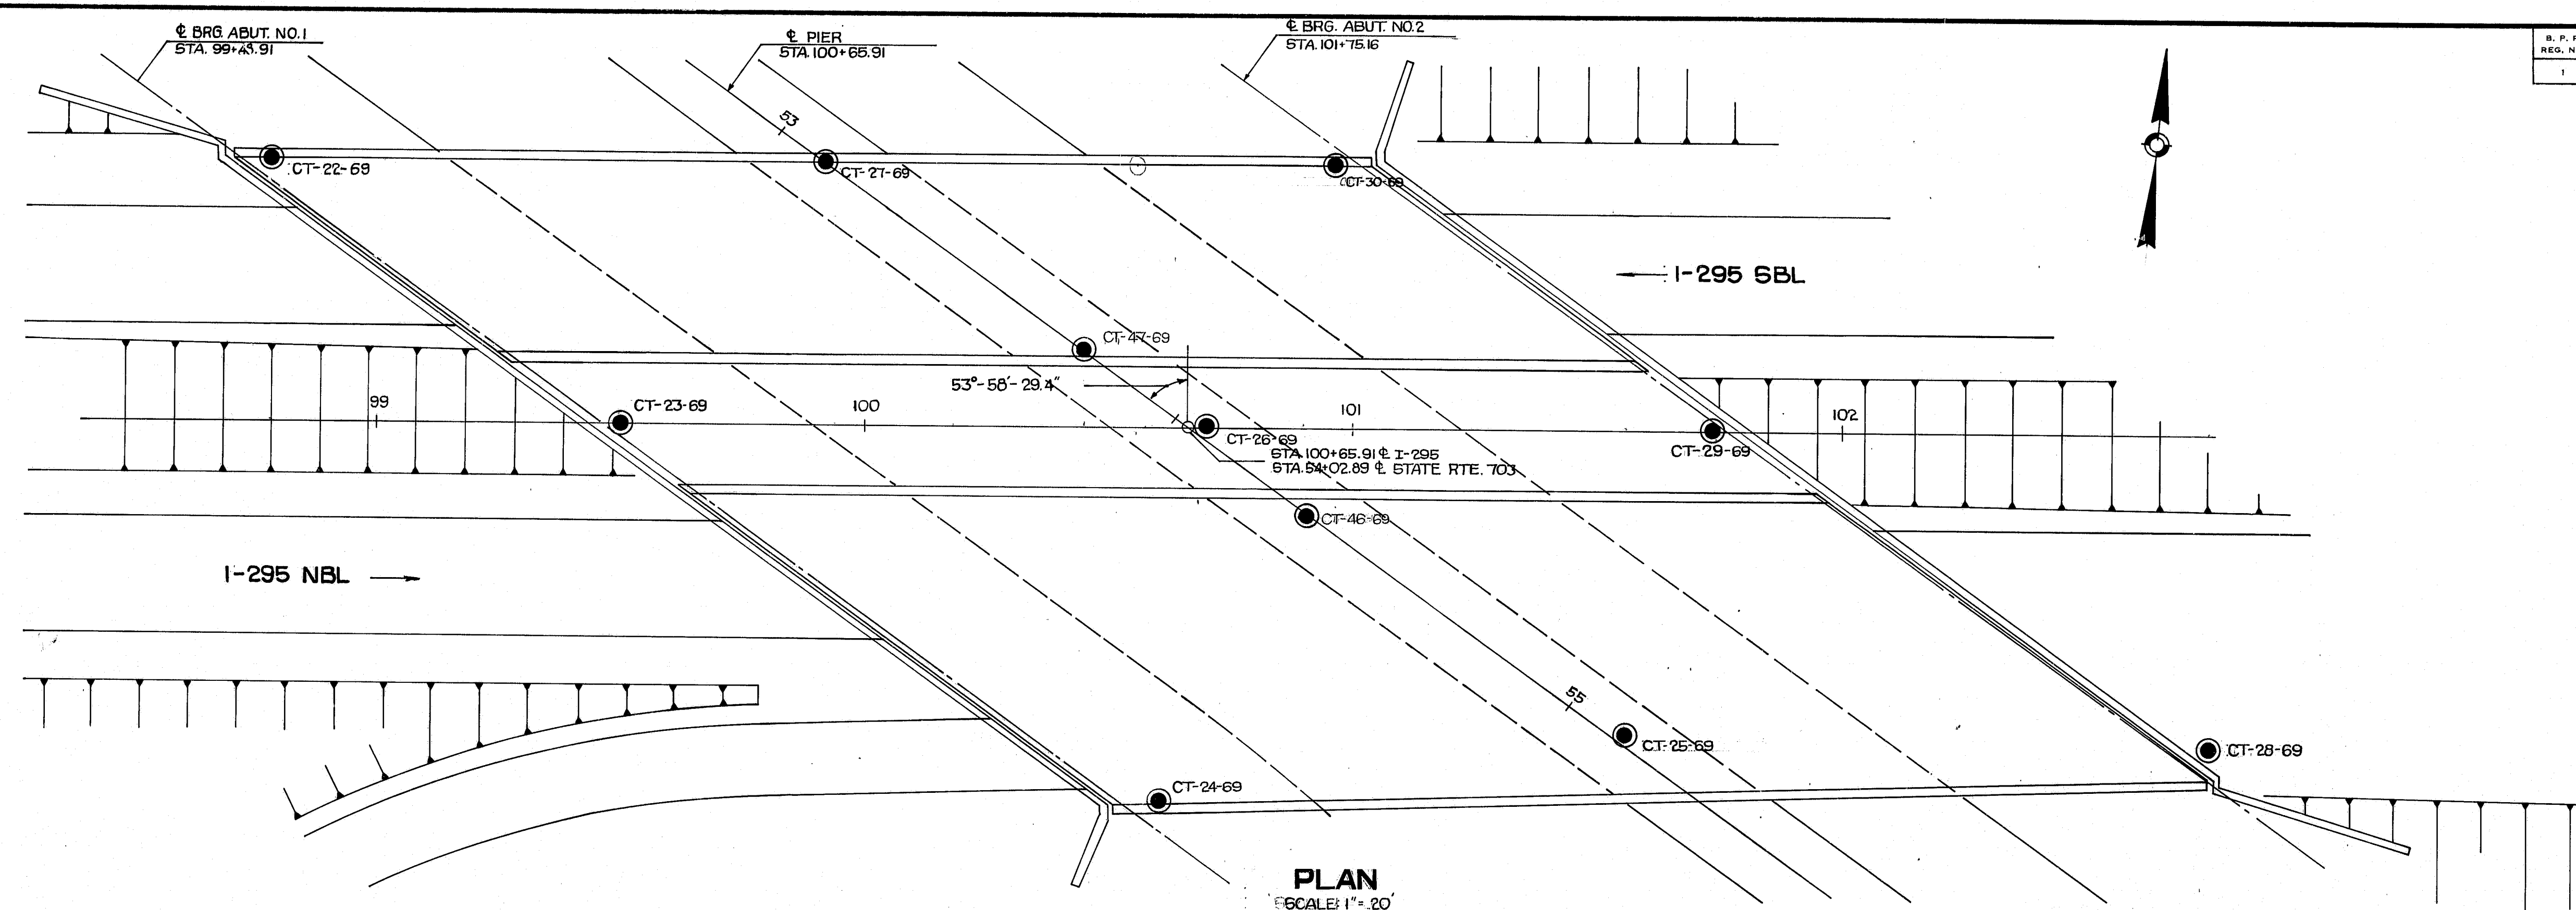 ℄ BRG. ABUT. NO.1
℄ PIER
STA. 100+65.91
℄ BRG. ABUT. NO.2
STA. 101+75.16
B. P. R
REG. N
1
53
CT-22-69
CT-27-69
CT-30-69
I-295 SBL
CT-47-69
53°-58'-29.4"
99
CT-23-69
100
101
102
CT-26-69
STA. 100+65.91 ℄ I-295
STA. 54+02.89 ℄ STATE RTE. 703
CT-29-69
CT-46-69
I-295 NBL
55
CT-25-69
CT-28-69
CT-24-69
PLAN
SCALE: 1"= 20'